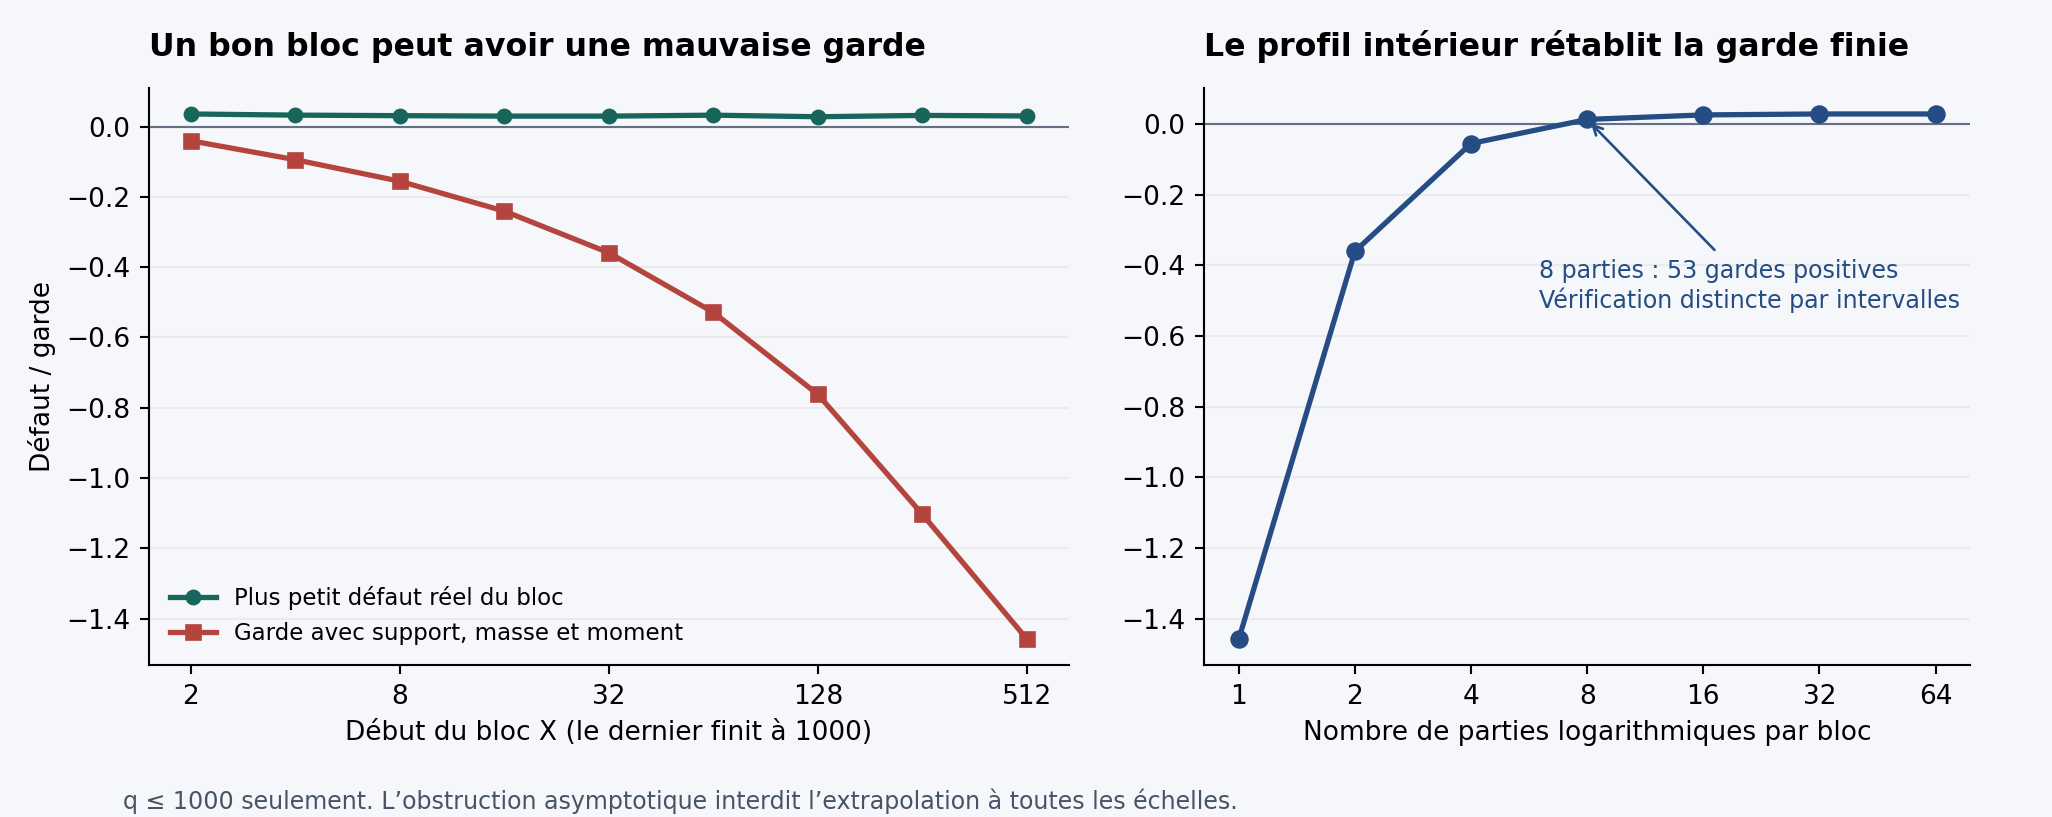 Un bon bloc peut avoir une mauvaise garde
0.0
−0.2
−0.4
−0.6
−0.8
−1.0
−1.2
−1.4
Défaut / garde
Plus petit défaut réel du bloc
Garde avec support, masse et moment
2
8
32
128
512
Début du bloc X (le dernier finit à 1000)
Le profil intérieur rétablit la garde finie
0.0
−0.2
−0.4
−0.6
−0.8
−1.0
−1.2
−1.4
8 parties : 53 gardes positives
Vérification distincte par intervalles
1
2
4
8
16
32
64
Nombre de parties logarithmiques par bloc
q ≤ 1000 seulement. L’obstruction asymptotique interdit l’extrapolation à toutes les échelles.